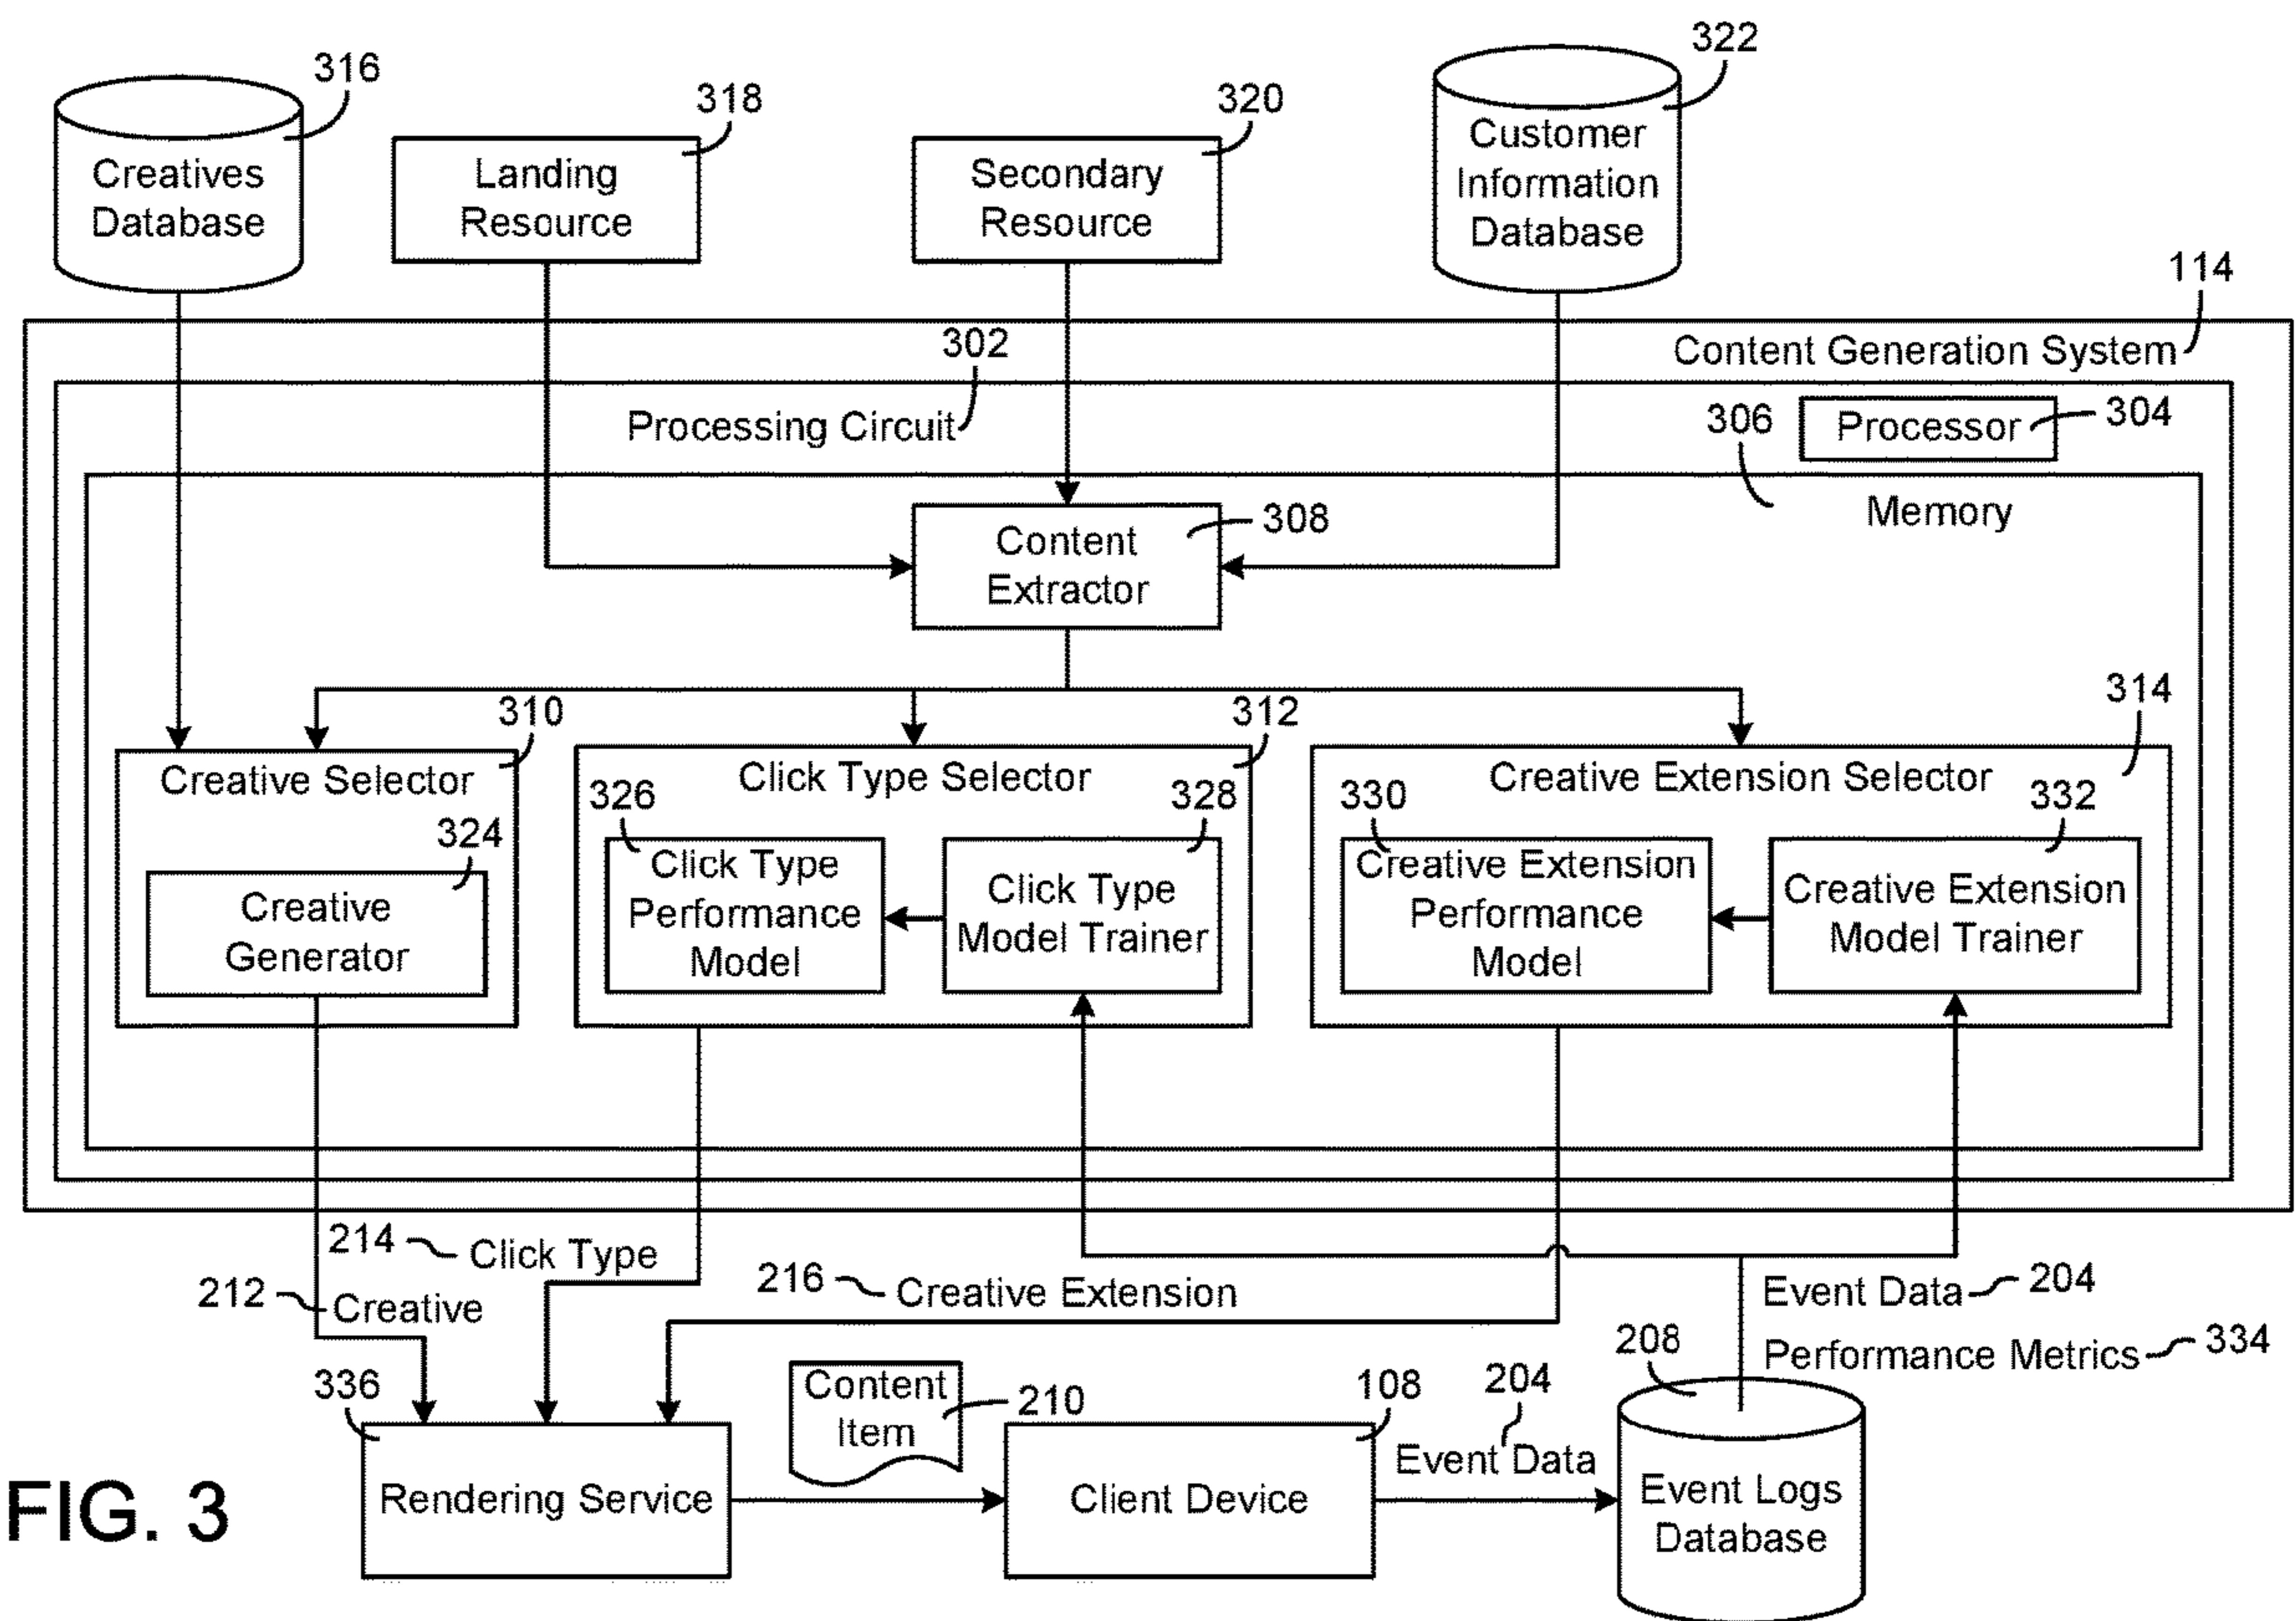 316
Creatives
Database
318
Landing
Resource
320
Secondary
Resource
322
Customer
Information
Database
114
Content Generation System
302
Processing Circuit
Processor
304
306
Memory
Content
Extractor
308
310
Creative Selector
324
Creative
Generator
312
Click Type Selector
326
Click Type
Performance
Model
328
Click Type
Model Trainer
314
Creative Extension Selector
330
Creative Extension
Performance
Model
332
Creative Extension
Model Trainer
214 Click Type
212 Creative
216 Creative Extension
Event Data 204
Performance Metrics 334
336
Rendering Service
Content
Item
210
108
Client Device
204
Event Data
208
Event Logs
Database
FIG. 3